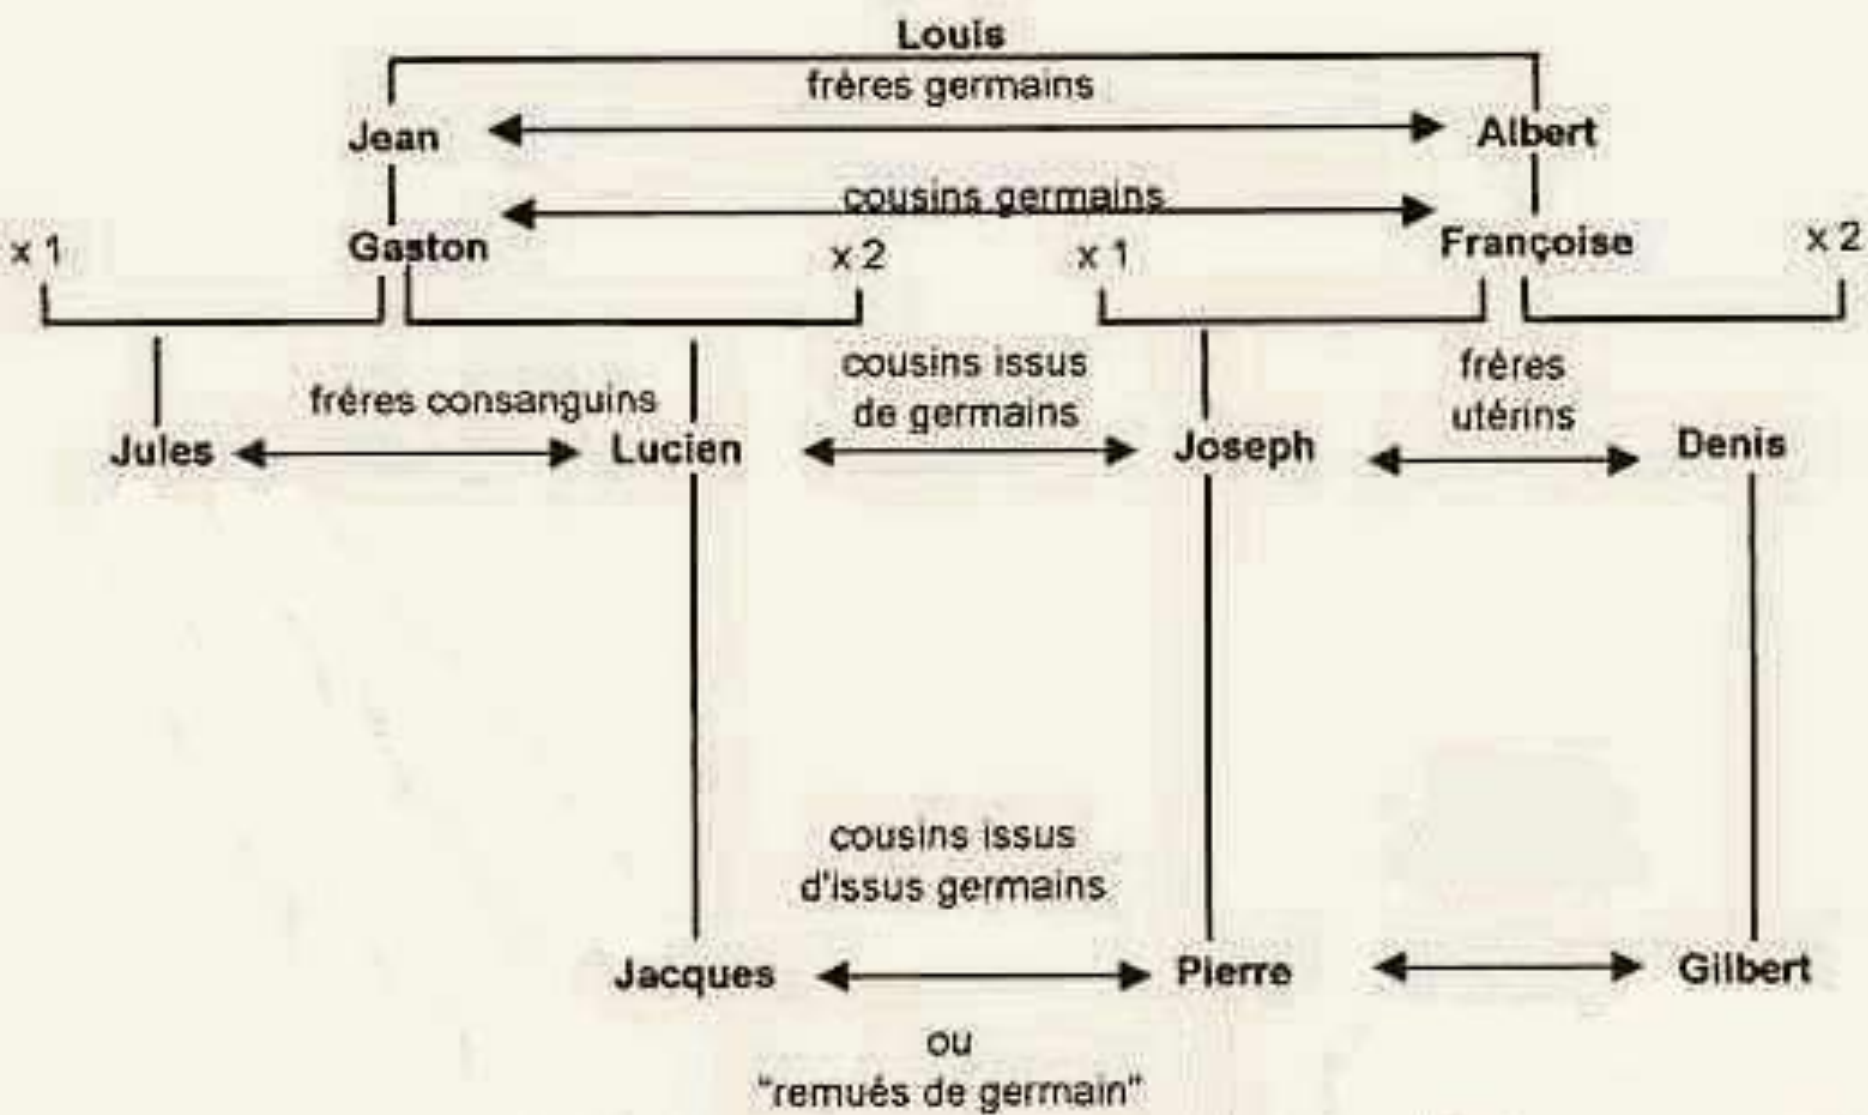 Louis
frères germains
Jean
Albert
cousins germains
x 1
Gaston
x 2
x 1
Françoise
x 2
cousins issus
de germains
frères
utérins
frères consanguins
Jules
Lucien
Joseph
Denis
cousins issus
d'issus germains
Jacques
Pierre
Gilbert
ou
"remués de germain"